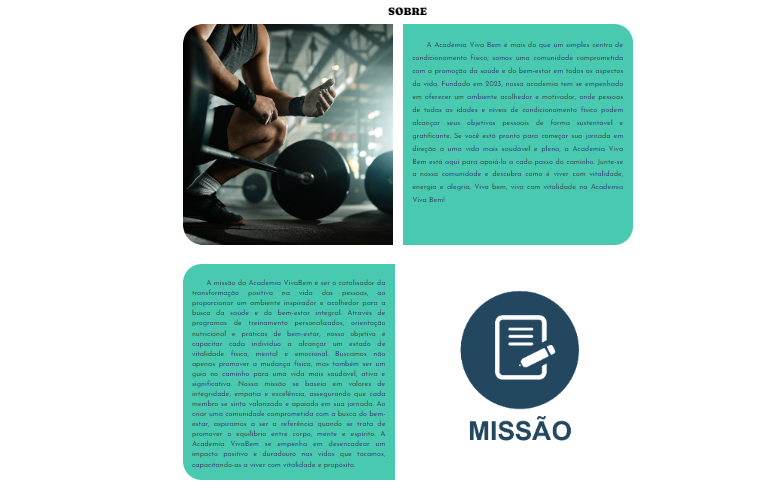 SOBRE
A Academia Viva Bem é mais do que um simples centro de
condicionamento físico; somos uma comunidade comprometida
com a promoção da saúde e do bem-estar em todos os aspectos
da vida. Fundada em 2023, nossa academia tem se empenhado
em oferecer um ambiente acolhedor e motivador, onde pessoas
de todas as idades e níveis de condicionamento físico podem
alcançar seus objetivos pessoais de forma sustentável e
gratificante. Se você está pronto para começar sua jornada em
direção a uma vida mais saudável e plena, a Academia Viva
Bem está aqui para apoiá-lo a cada passo do caminho. Junte-se
a nossa comunidade e descubra como é viver com vitalidade,
energia e alegria. Viva bem, viva com vitalidade na Academia
Viva Bem!
A missão da Academia VivaBem é ser o catalisador da
transformação positiva na vida das pessoas, ao
proporcionar um ambiente inspirador e acolhedor para a
busca da saúde e do bem-estar integral. Através de
programas de treinamento personalizados, orientação
nutricional e práticas de bem-estar, nosso objetivo é
capacitar cada indivíduo a alcançar um estado de
vitalidade física, mental e emocional. Buscamos não
apenas promover a mudança física, mas também ser um
guia no caminho para uma vida mais saudável, ativa e
significativa. Nossa missão se baseia em valores de
integridade, empatia e excelência, assegurando que cada
membro se sinta valorizado e apoiado em sua jornada. Ao
criar uma comunidade comprometida com a busca do bem-
estar, aspiramos a ser a referência quando se trata de
promover o equilíbrio entre corpo, mente e espírito. A
Academia VivaBem se empenha em desencadear um
impacto positivo e duradouro nas vidas que tocamos,
capacitando-as a viver com vitalidade e propósito.
MISSÃO